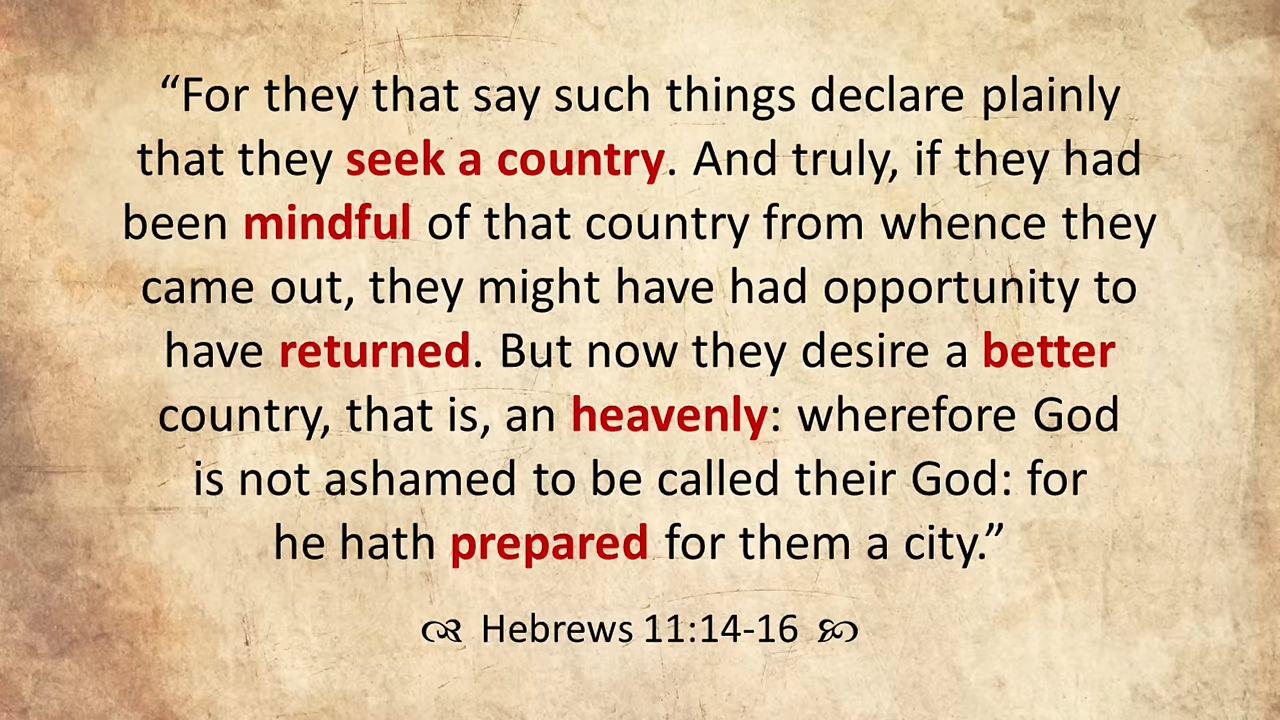 “For they that say such things declare plainly
that they seek a country. And truly, if they had
been mindful of that country from whence they
came out, they might have had opportunity to
have returned. But now they desire a better
country, that is, an heavenly: wherefore God
is not ashamed to be called their God: for
he hath prepared for them a city.”
Hebrews 11:14-16